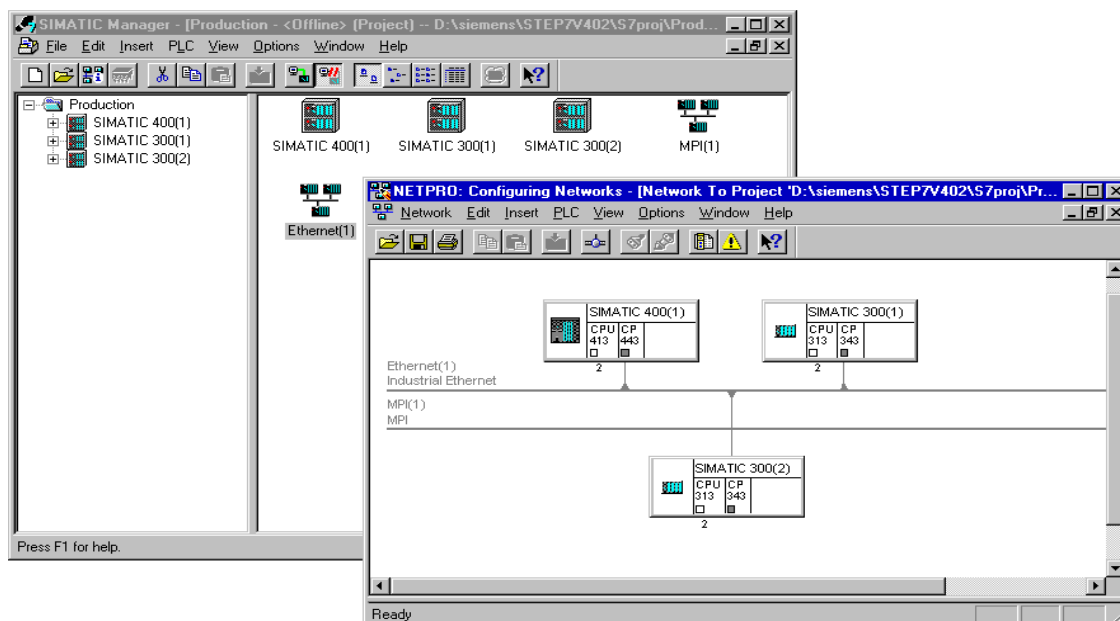 SIMATIC Manager - [Production - <Offline> (Project) -- D:\siemens\STEP7V402\S7proj\Prod...
File Edit Insert PLC View Options Window Help
Production
SIMATIC 400(1)
SIMATIC 300(1)
SIMATIC 300(2)
SIMATIC 400(1) SIMATIC 300(1) SIMATIC 300(2) MPI(1)
Ethernet(1)
Press F1 for help.
NETPRO: Configuring Networks - [Network To Project 'D:\siemens\STEP7V402\S7proj\Pr...
Network Edit Insert PLC View Options Window Help
SIMATIC 400(1)
CPU CP
413 443
2
SIMATIC 300(1)
CPU CP
313 343
2
Ethernet(1)
Industrial Ethernet
MPI(1)
MPI
SIMATIC 300(2)
CPU CP
313 343
2
Ready